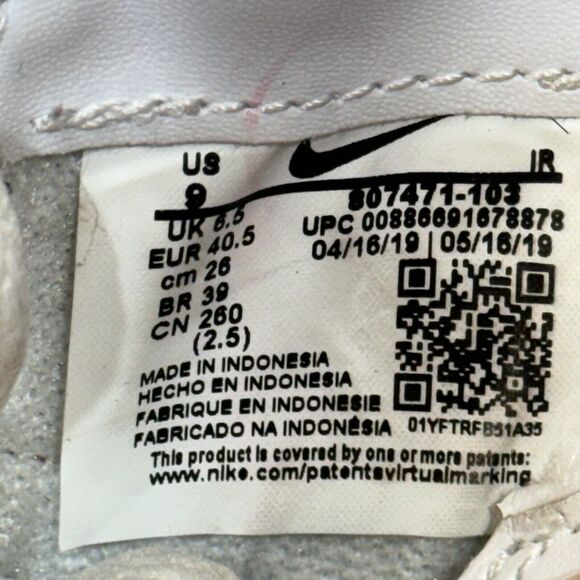 US
9
UK 6.5
EUR 40.5
cm 26
BR 39
CN 260
(2.5)
IR
807471-103
UPC 00886691678878
04/16/19 | 05/16/19
01YFTRFB51A35
MADE IN INDONESIA
HECHO EN INDONESIA
FABRIQUE EN INDONESIE
FABRICADO NA INDONÉSIA
This product is covered by one or more patents:
www.nike.com/patentsvirtualmarking